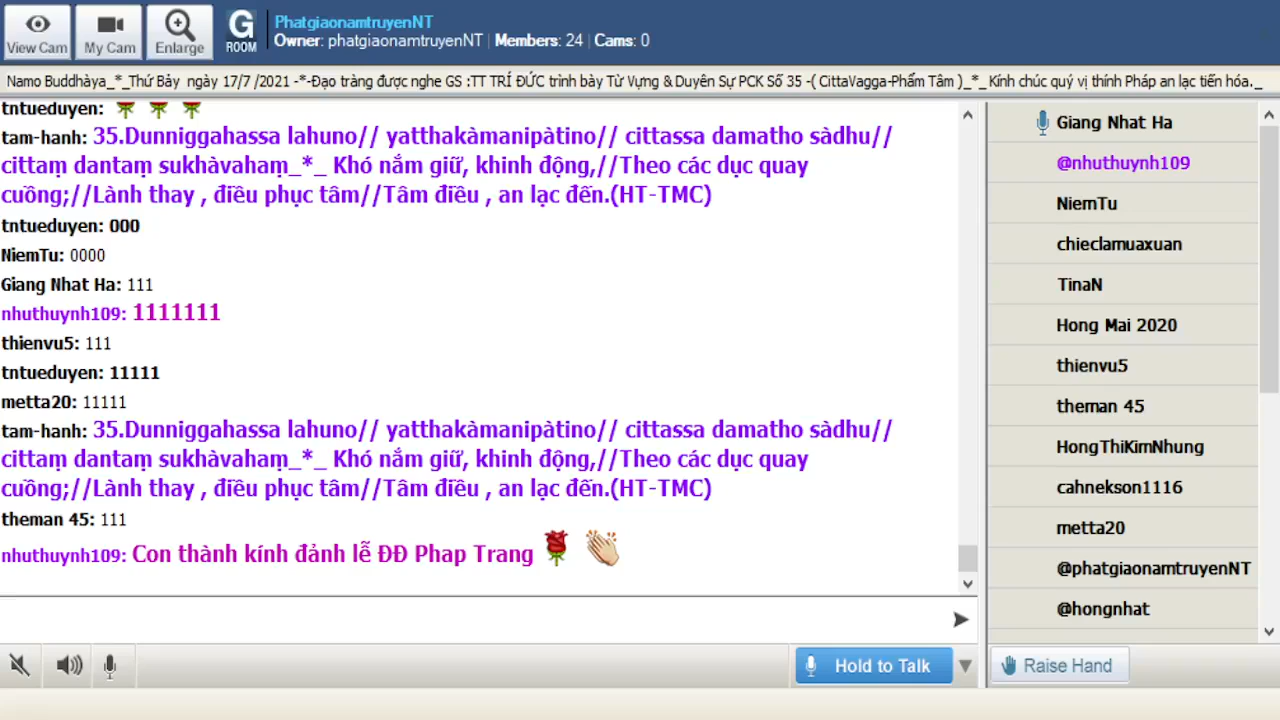 View Cam
My Cam
Enlarge
G
ROOM
PhatgiaonamtruyenNT
Owner: phatgiaonamtruyenNT | Members: 24 | Cams: 0
Namo Buddhàya_*_Thứ Bảy  ngày 17/7 /2021 -*-Đạo tràng được nghe GS :TT TRÍ ĐỨC trình bày Từ Vựng & Duyên Sự PCK Số 35 -( CittaVagga-Phẩm Tâm )_*_ Kính chúc quý vị thính Pháp an lạc tiến hóa._
tntueduyen:
tam-hanh: 35.Dunniggahassa lahuno// yatthakàmanipàtino// cittassa damatho sàdhu//
cittaṃ dantaṃ sukhàvahaṃ_*_ Khó nắm giữ, khinh động,//Theo các dục quay
cuồng;//Lành thay , điều phục tâm//Tâm điều , an lạc đến.(HT-TMC)
tntueduyen: 000
NiemTu: 0000
Giang Nhat Ha: 111
nhuthuynh109: 1111111
thienvu5: 111
tntueduyen: 11111
metta20: 11111
tam-hanh: 35.Dunniggahassa lahuno// yatthakàmanipàtino// cittassa damatho sàdhu//
cittaṃ dantaṃ sukhàvahaṃ_*_ Khó nắm giữ, khinh động,//Theo các dục quay
cuồng;//Lành thay , điều phục tâm//Tâm điều , an lạc đến.(HT-TMC)
theman 45: 111
nhuthuynh109: Con thành kính đảnh lễ ĐĐ Phap Trang
Hold to Talk
Giang Nhat Ha
@nhuthuynh109
NiemTu
chieclamuaxuan
TinaN
Hong Mai 2020
thienvu5
theman 45
HongThiKimNhung
cahnekson1116
metta20
@phatgiaonamtruyenNT
@hongnhat
Raise Hand